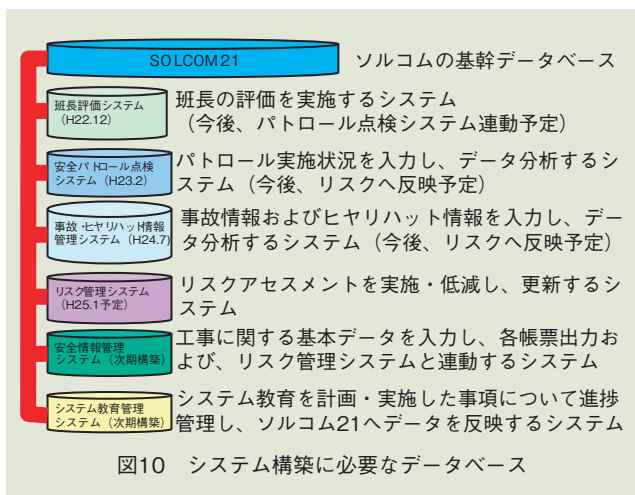 SOLCOM21
ソルコムの基幹データベース
班長評価システム
(H22.12)
班長の評価を実施するシステム
(今後、パトロール点検システム連動予定)
安全パトロール点検
システム(H23.2)
パトロール実施状況を入力し、データ分析するシ
ステム(今後、リスクへ反映予定)
事故・ヒヤリハット情報
管理システム(H24.7)
事故情報およびヒヤリハット情報を入力し、デー
タ分析するシステム(今後、リスクへ反映予定)
リスク管理システム
(H25.1予定)
リスクアセスメントを実施・低減し、更新するシ
ステム
安全情報管理
システム(次期構築)
工事に関する基本データを入力し、各帳票出力お
よび、リスク管理システムと連動するシステム
システム教育管理
システム(次期構築)
システム教育を計画・実施した事項について進捗
管理し、ソルコム21へデータを反映するシステム
図10 システム構築に必要なデータベース